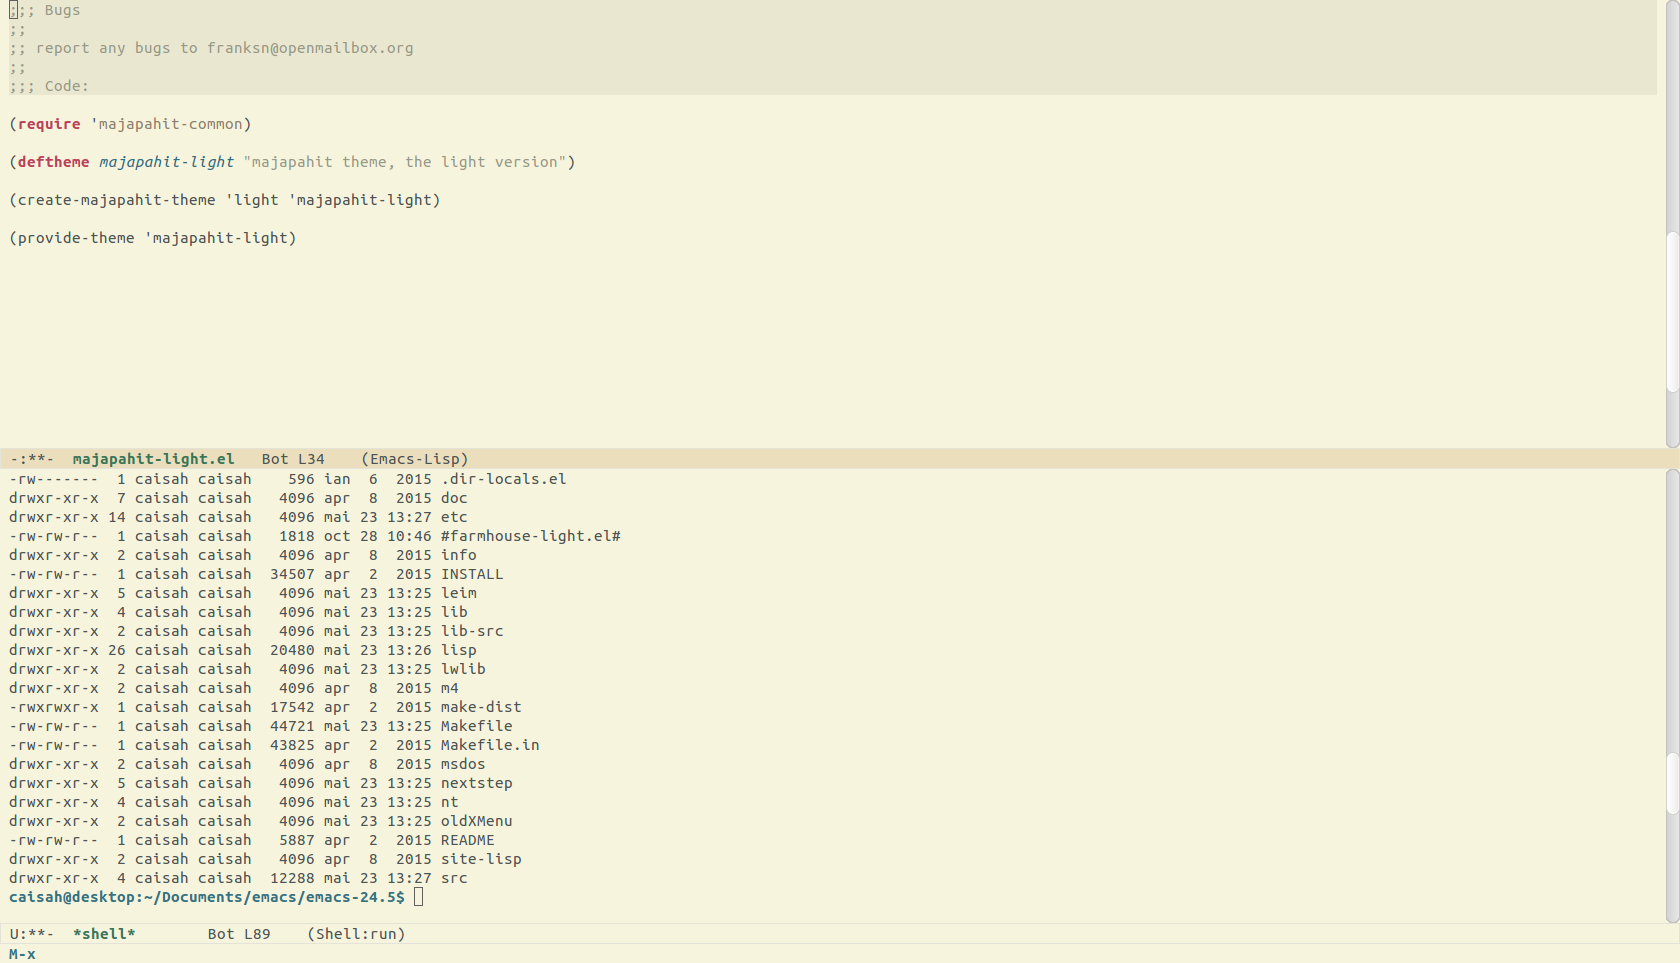 ;;; Bugs
;;
;; report any bugs to franksn@openmailbox.org
;;
;;; Code:
(require 'majapahit-common)
(deftheme majapahit-light "majapahit theme, the light version")
(create-majapahit-theme 'light 'majapahit-light)
(provide-theme 'majapahit-light)
-:**-  majapahit-light.el   Bot L34    (Emacs-Lisp)
-rw-------  1 caisah caisah    596 ian  6  2015 .dir-locals.el
drwxr-xr-x  7 caisah caisah   4096 apr  8  2015 doc
drwxr-xr-x 14 caisah caisah   4096 mai 23 13:27 etc
-rw-rw-r--  1 caisah caisah   1818 oct 28 10:46 #farmhouse-light.el#
drwxr-xr-x  2 caisah caisah   4096 apr  8  2015 info
-rw-rw-r--  1 caisah caisah  34507 apr  2  2015 INSTALL
drwxr-xr-x  5 caisah caisah   4096 mai 23 13:25 leim
drwxr-xr-x  4 caisah caisah   4096 mai 23 13:25 lib
drwxr-xr-x  2 caisah caisah   4096 mai 23 13:25 lib-src
drwxr-xr-x 26 caisah caisah  20480 mai 23 13:26 lisp
drwxr-xr-x  2 caisah caisah   4096 mai 23 13:25 lwlib
drwxr-xr-x  2 caisah caisah   4096 apr  8  2015 m4
-rwxrwxr-x  1 caisah caisah  17542 apr  2  2015 make-dist
-rw-rw-r--  1 caisah caisah  44721 mai 23 13:25 Makefile
-rw-rw-r--  1 caisah caisah  43825 apr  2  2015 Makefile.in
drwxr-xr-x  2 caisah caisah   4096 apr  8  2015 msdos
drwxr-xr-x  5 caisah caisah   4096 mai 23 13:25 nextstep
drwxr-xr-x  4 caisah caisah   4096 mai 23 13:25 nt
drwxr-xr-x  2 caisah caisah   4096 mai 23 13:25 oldXMenu
-rw-rw-r--  1 caisah caisah   5887 apr  2  2015 README
drwxr-xr-x  2 caisah caisah   4096 apr  8  2015 site-lisp
drwxr-xr-x  4 caisah caisah  12288 mai 23 13:27 src
caisah@desktop:~/Documents/emacs/emacs-24.5$
U:**-  *shell*        Bot L89    (Shell:run)
M-x